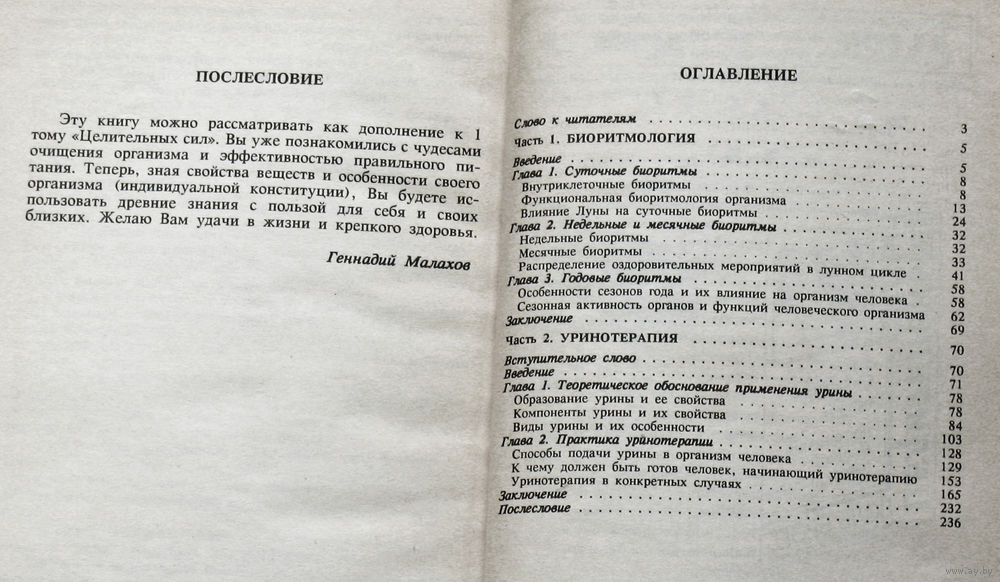 ПОСЛЕСЛОВИЕ
Эту книгу можно рассматривать как дополнение к 1
тому «Целительных сил». Вы уже познакомились с чудесами
очищения организма и эффективностью правильного пи-
тания. Теперь, зная свойства веществ и особенности своего
организма (индивидуальной конституции), Вы будете ис-
пользовать древние знания с пользой для себя и своих
близких. Желаю Вам удачи в жизни и крепкого здоровья.
Геннадий Малахов
ОГЛАВЛЕНИЕ
Слово к читателям 3
Часть 1. БИОРИТМОЛОГИЯ 5
Введение 5
Глава 1. Суточные биоритмы 8
Внутриклеточные биоритмы 8
Функциональная биоритмология организма 13
Влияние Луны на суточные биоритмы 24
Глава 2. Недельные и месячные биоритмы 32
Недельные биоритмы 32
Месячные биоритмы 33
Распределение оздоровительных мероприятий в лунном цикле 41
Глава 3. Годовые биоритмы 58
Особенности сезонов года и их влияние на организм человека 58
Сезонная активность органов и функций человеческого организма 62
Заключение 69
Часть 2. УРИНОТЕРАПИЯ 70
Вступительное слово 70
Введение 71
Глава 1. Теоретическое обоснование применения урины 78
Образование урины и ее свойства 78
Компоненты урины и их свойства 84
Виды урины и их особенности 103
Глава 2. Практика уринотерапии 128
Способы подачи урины в организм человека 129
К чему должен быть готов человек, начинающий уринотерапию 153
Уринотерапия в конкретных случаях 165
Заключение 232
Послесловие 236
www.ay.by